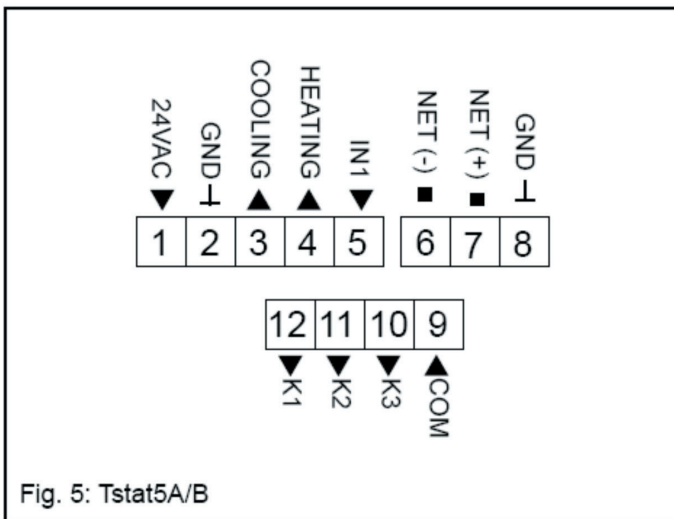 24VAC
GND
COOLING
HEATING
IN1
NET (-)
NET (+)
GND
1 2 3 4 5 6 7 8
12 11 10 9
K1
K2
K3
COM
Fig. 5: Tstat5A/B